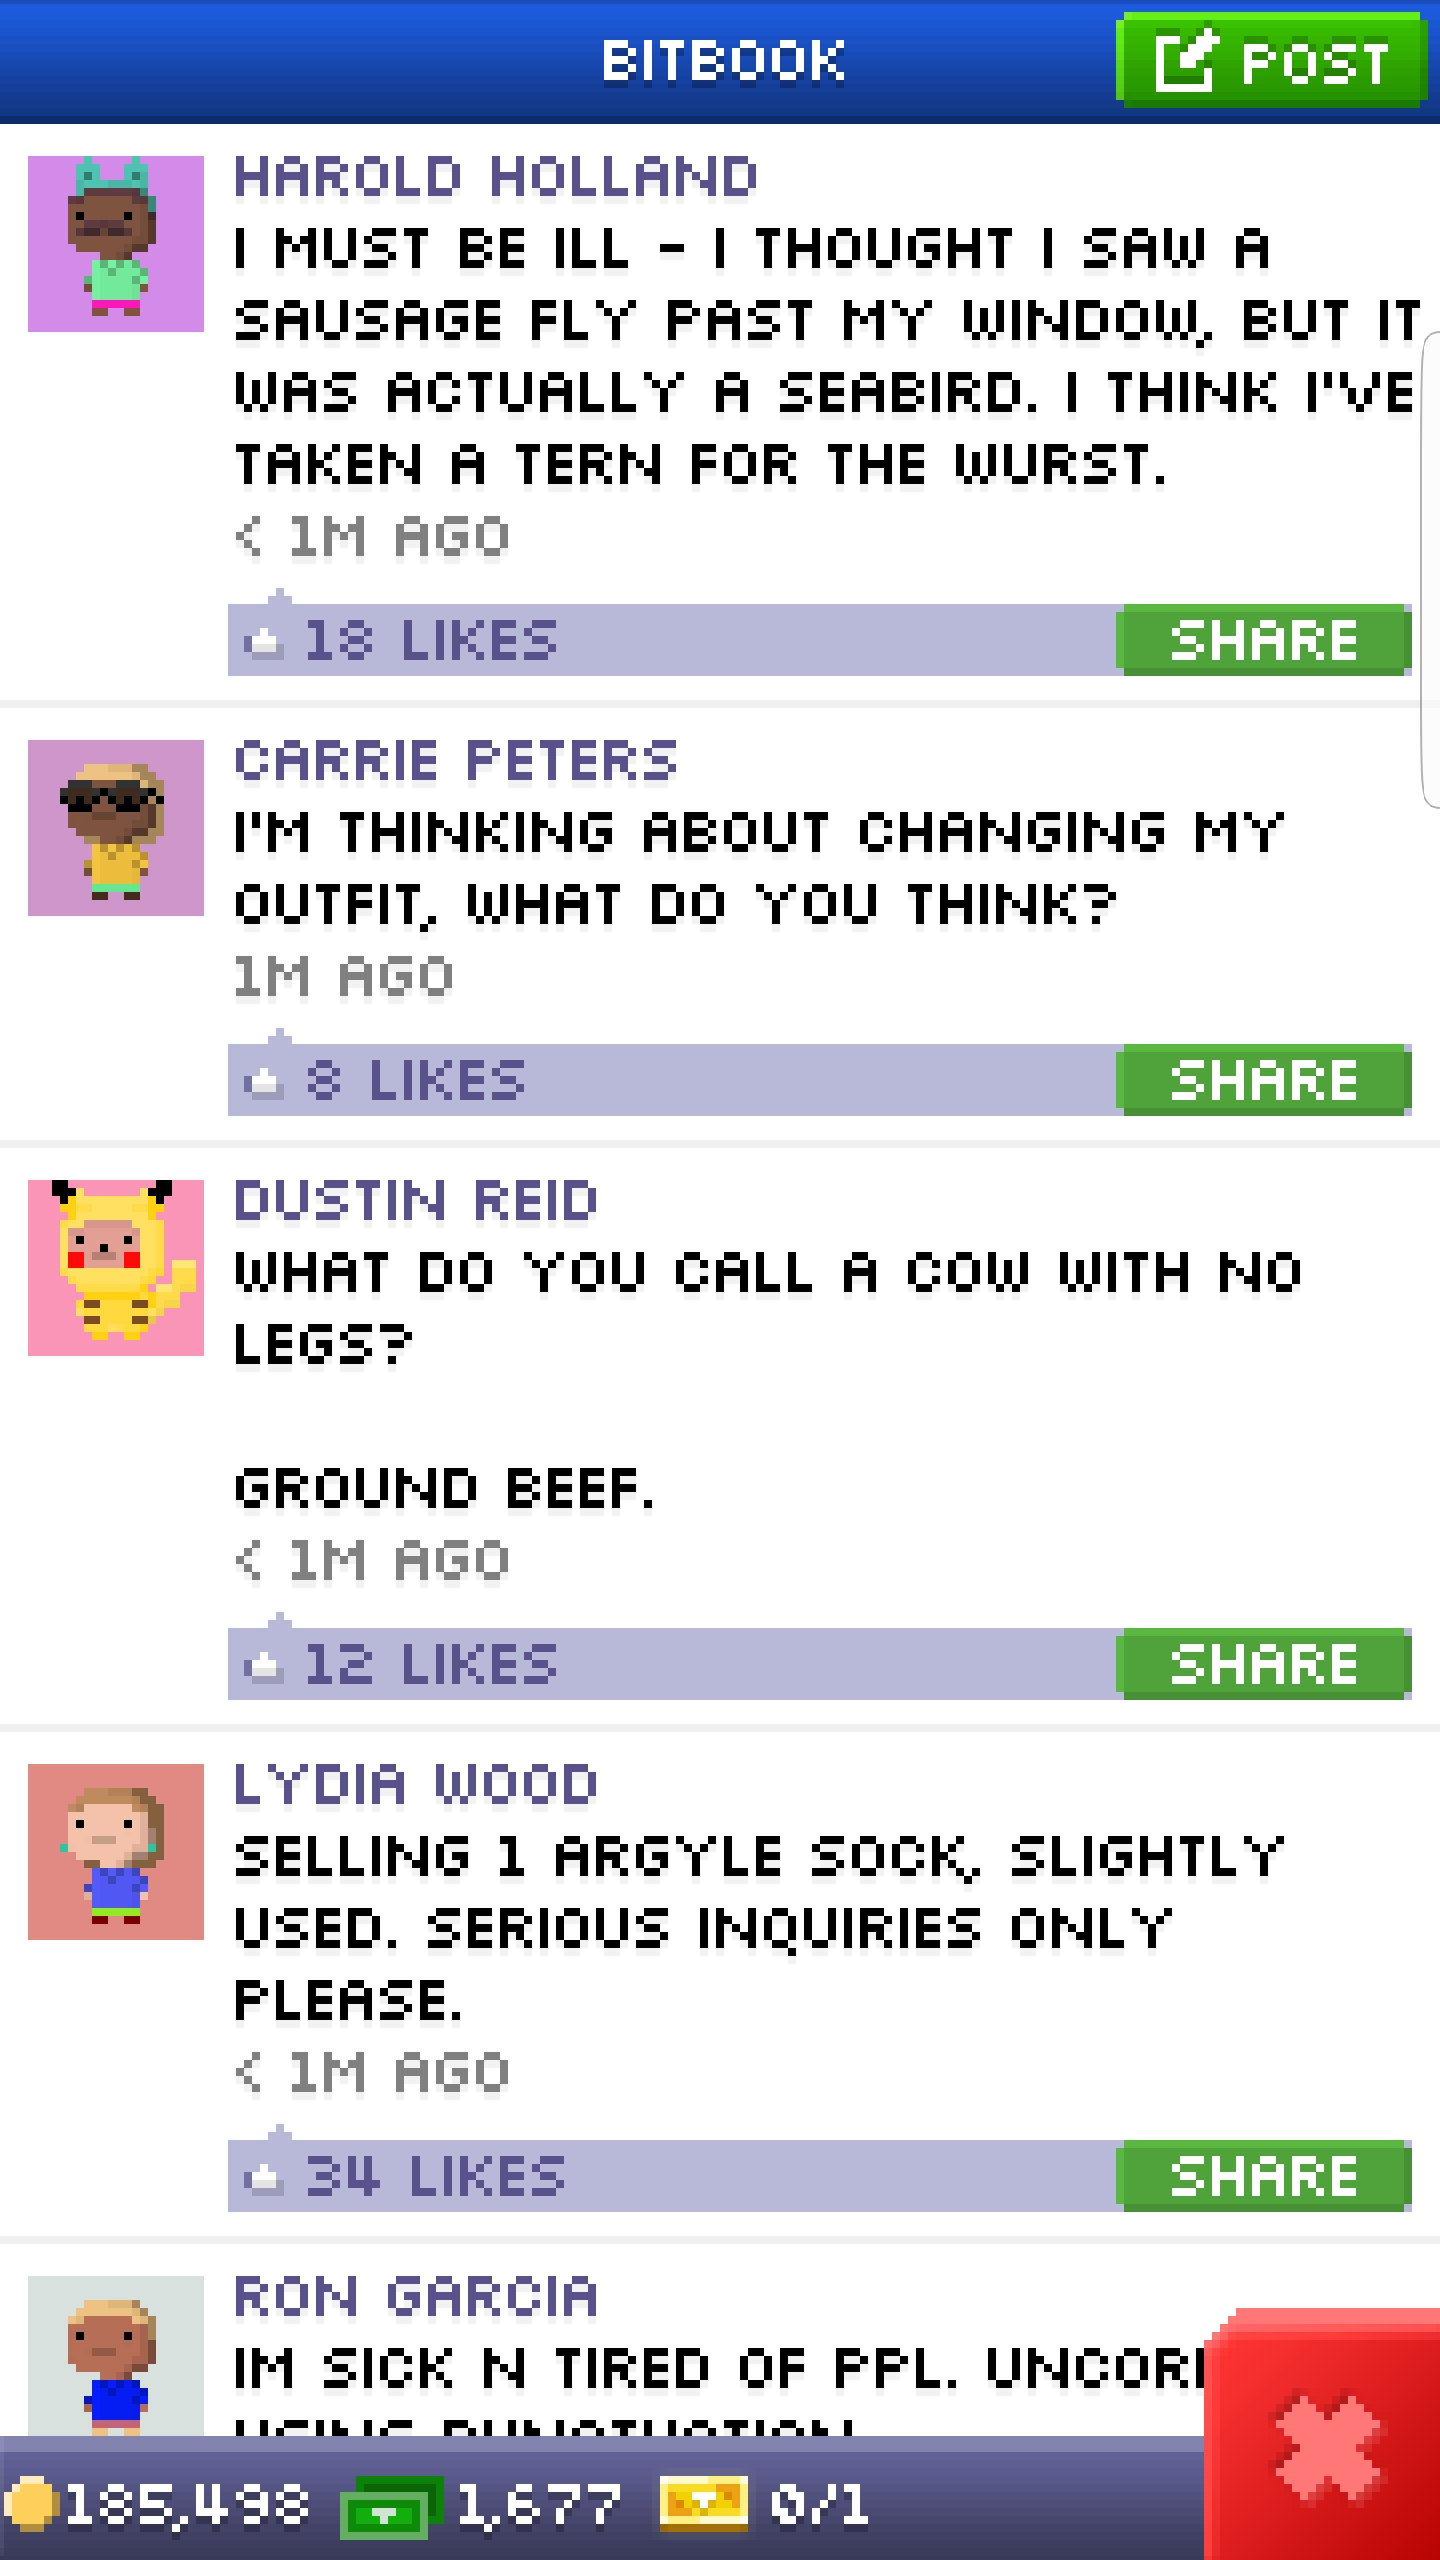 BITBOOK
POST
HAROLD HOLLAND
I MUST BE ILL - I THOUGHT I SAW A
SAUSAGE FLY PAST MY WINDOW, BUT IT
WAS ACTUALLY A SEABIRD. I THINK I'VE
TAKEN A TERN FOR THE WURST.
< 1M AGO
18 LIKES
SHARE
CARRIE PETERS
I'M THINKING ABOUT CHANGING MY
OUTFIT, WHAT DO YOU THINK?
1M AGO
8 LIKES
SHARE
DUSTIN REID
WHAT DO YOU CALL A COW WITH NO
LEGS?
GROUND BEEF.
< 1M AGO
12 LIKES
SHARE
LYDIA WOOD
SELLING 1 ARGYLE SOCK, SLIGHTLY
USED. SERIOUS INQUIRIES ONLY
PLEASE.
< 1M AGO
34 LIKES
SHARE
RON GARCIA
IM SICK N TIRED OF PPL. UNCOR
USING PUNCTUATION
185,498
1,677
0/1